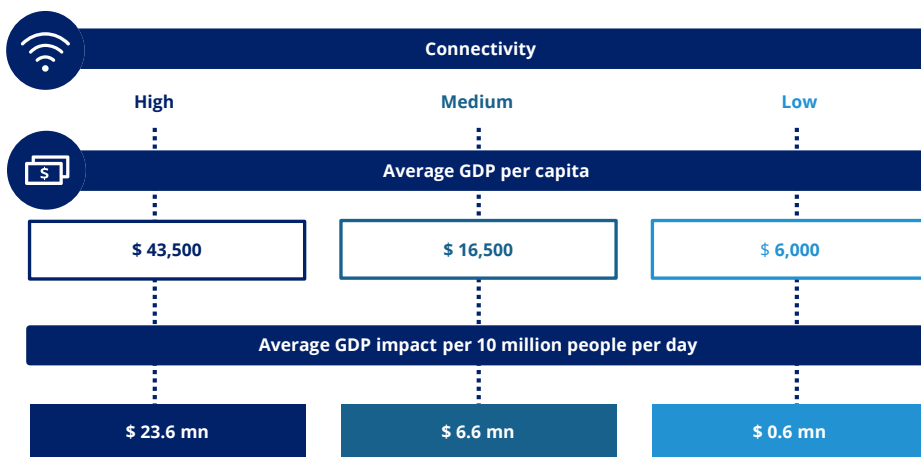 Connectivity
High Medium Low
$
Average GDP per capita
$ 43,500 $ 16,500 $ 6,000
Average GDP impact per 10 million people per day
$ 23.6 mn $ 6.6 mn $ 0.6 mn